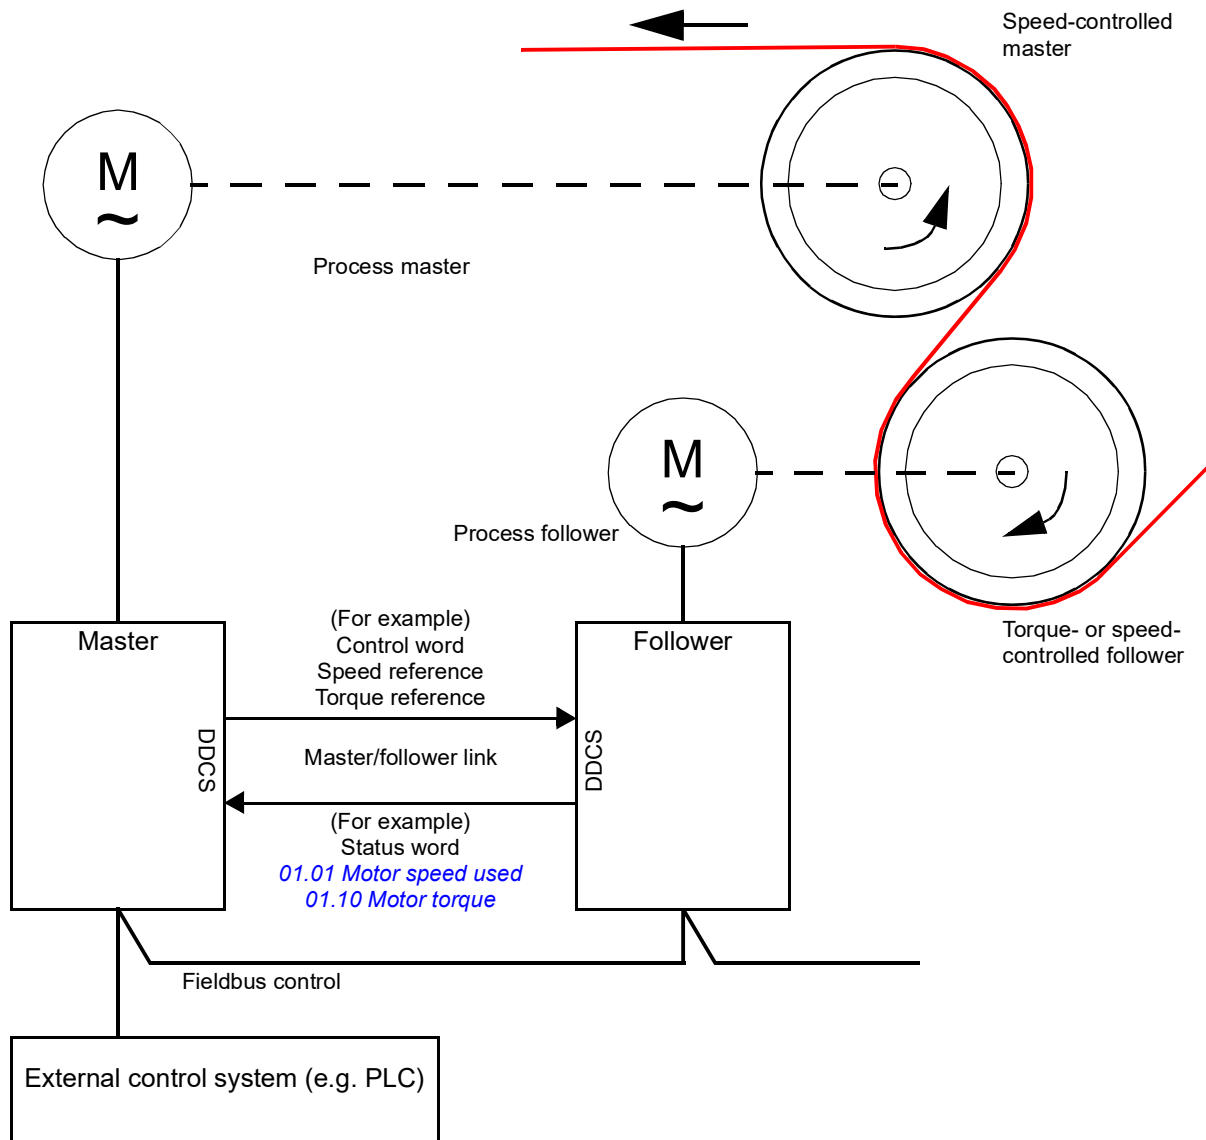 Speed-controlled
master
M
~
Process master
M
~
Process follower
Torque- or speed-
controlled follower
Master
(For example)
Control word
Speed reference
Torque reference
Follower
DDCS
Master/follower link
DDCS
(For example)
Status word
01.01 Motor speed used
01.10 Motor torque
Fieldbus control
External control system (e.g. PLC)